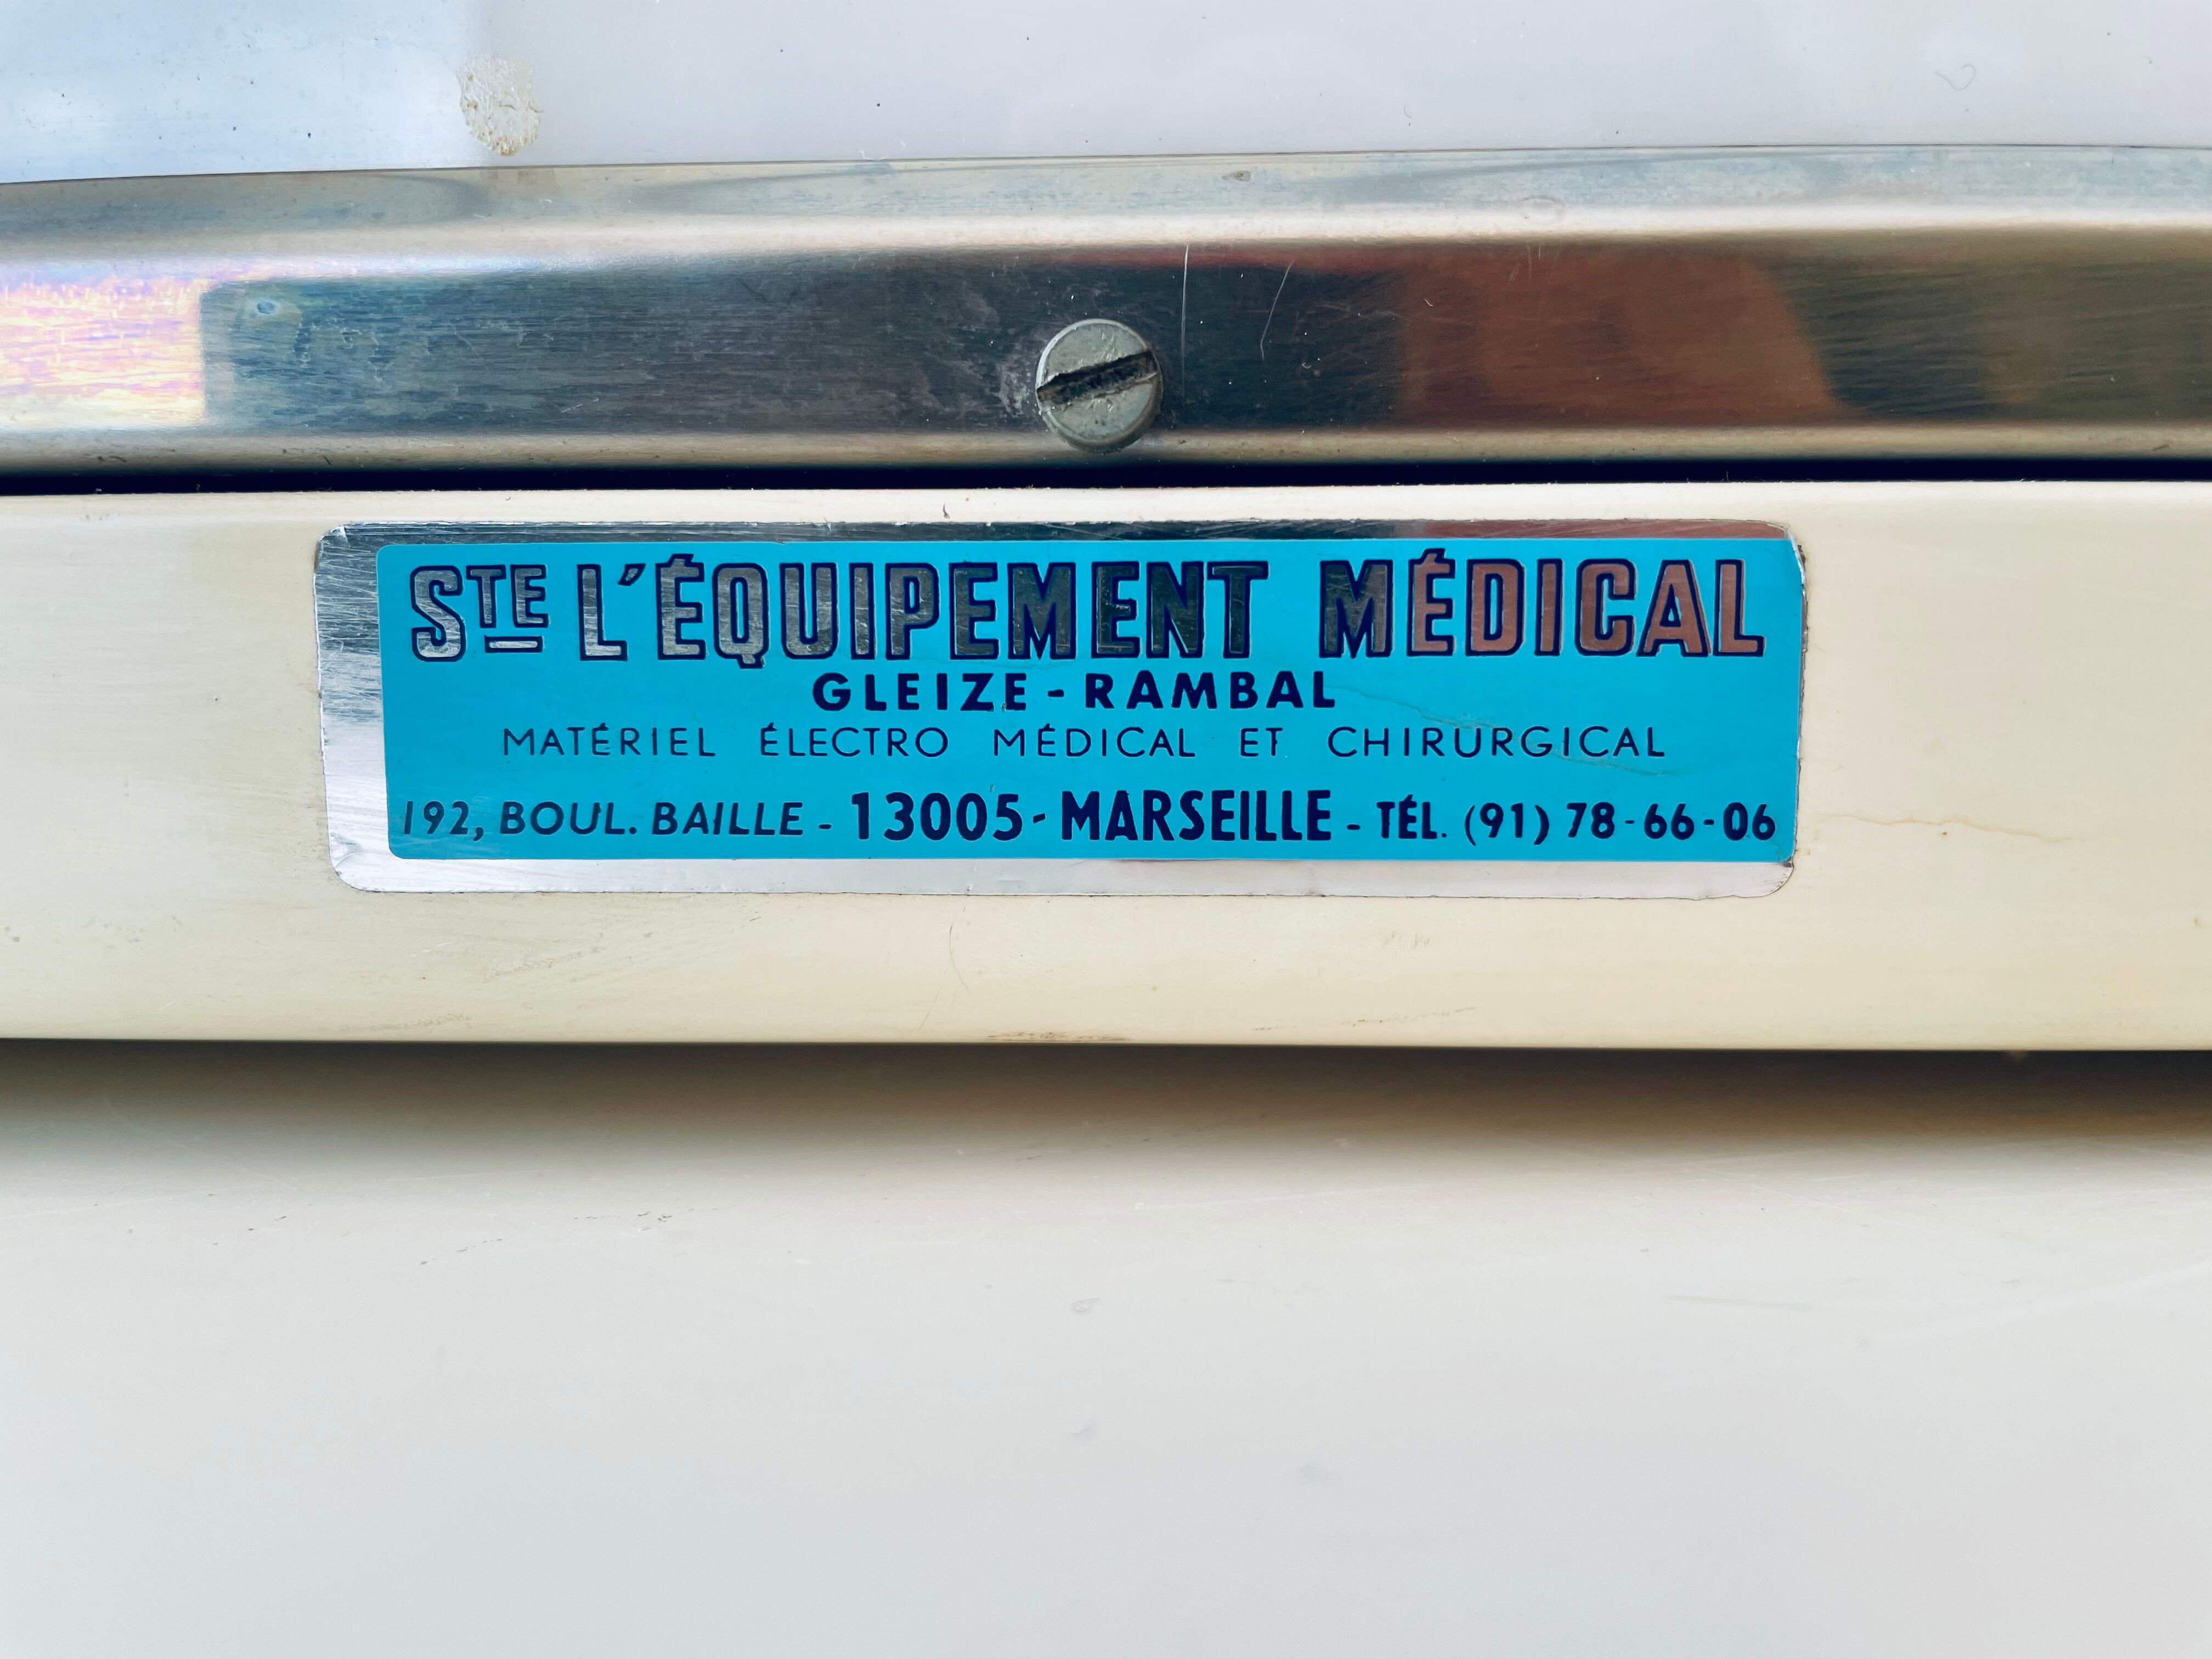 STE L'ÉQUIPEMENT MÉDICAL
GLEIZE - RAMBAL
MATÉRIEL ÉLECTRO MÉDICAL ET CHIRURGICAL
192, BOUL. BAILLE - 13005 - MARSEILLE - TÉL. (91) 78-66-06